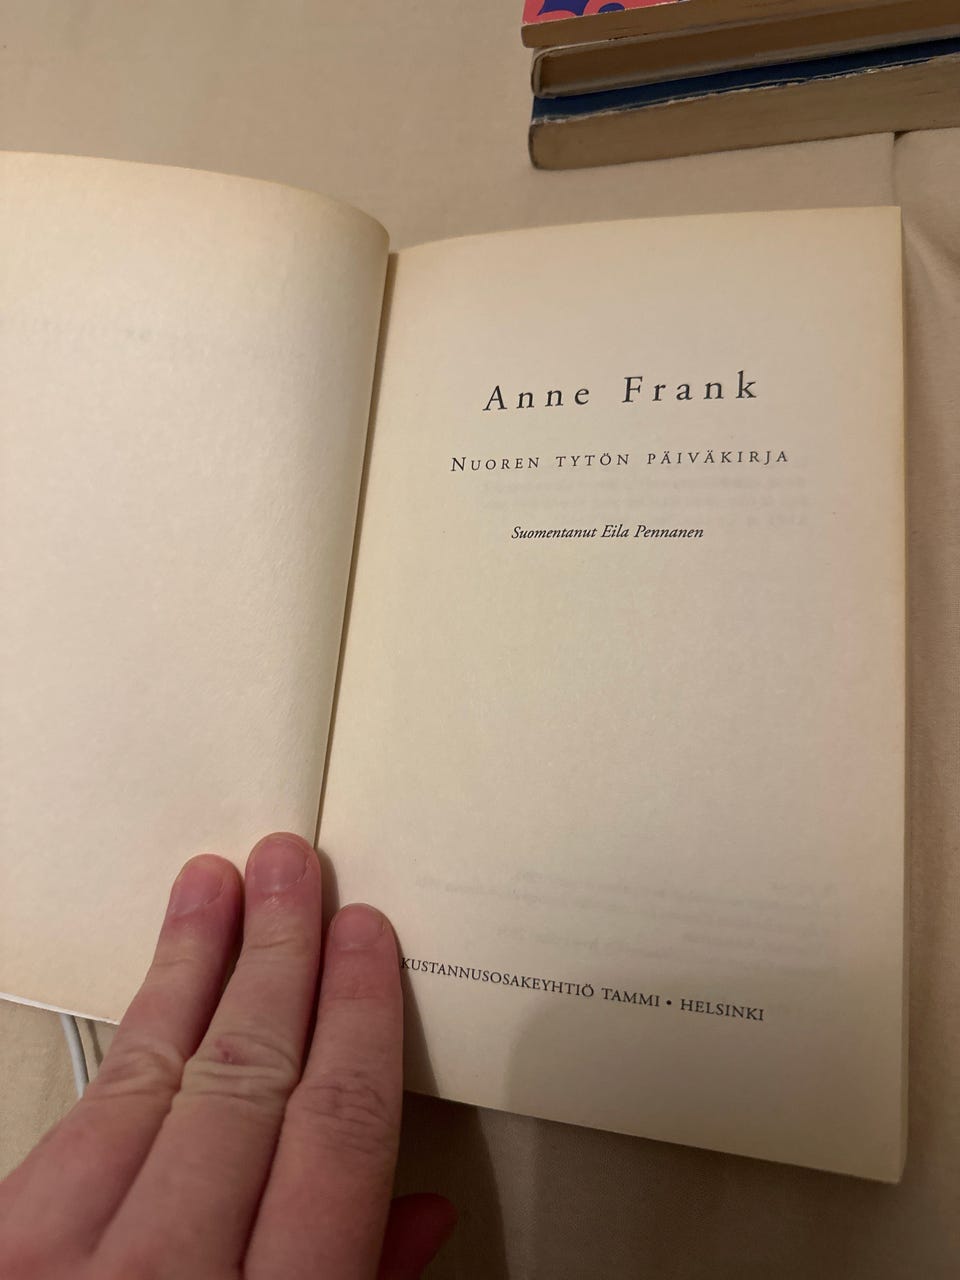 Anne Frank
NUOREN TYTÖN PÄIVÄKIRJA
Suomentanut Eila Pennanen
KUSTANNUSOSAKEYHTIÖ TAMMI • HELSINKI